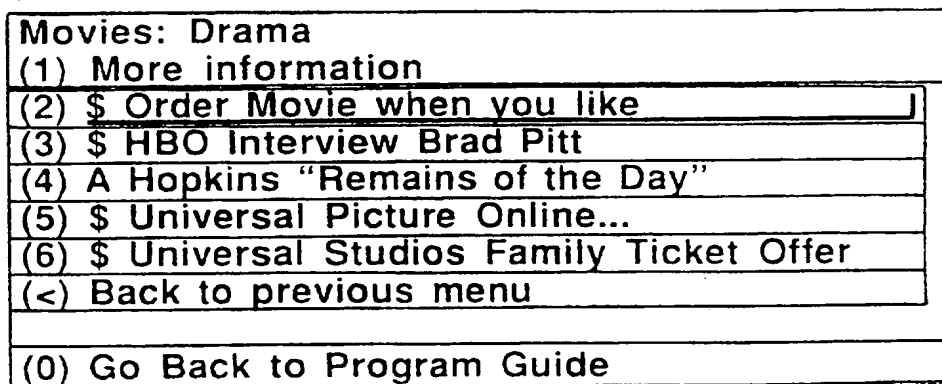 Movies: Drama
(1) More information
(2) $ Order Movie when you like
(3) $ HBO Interview Brad Pitt
(4) A Hopkins “Remains of the Day”
(5) $ Universal Picture Online...
(6) $ Universal Studios Family Ticket Offer
(<) Back to previous menu
(0) Go Back to Program Guide